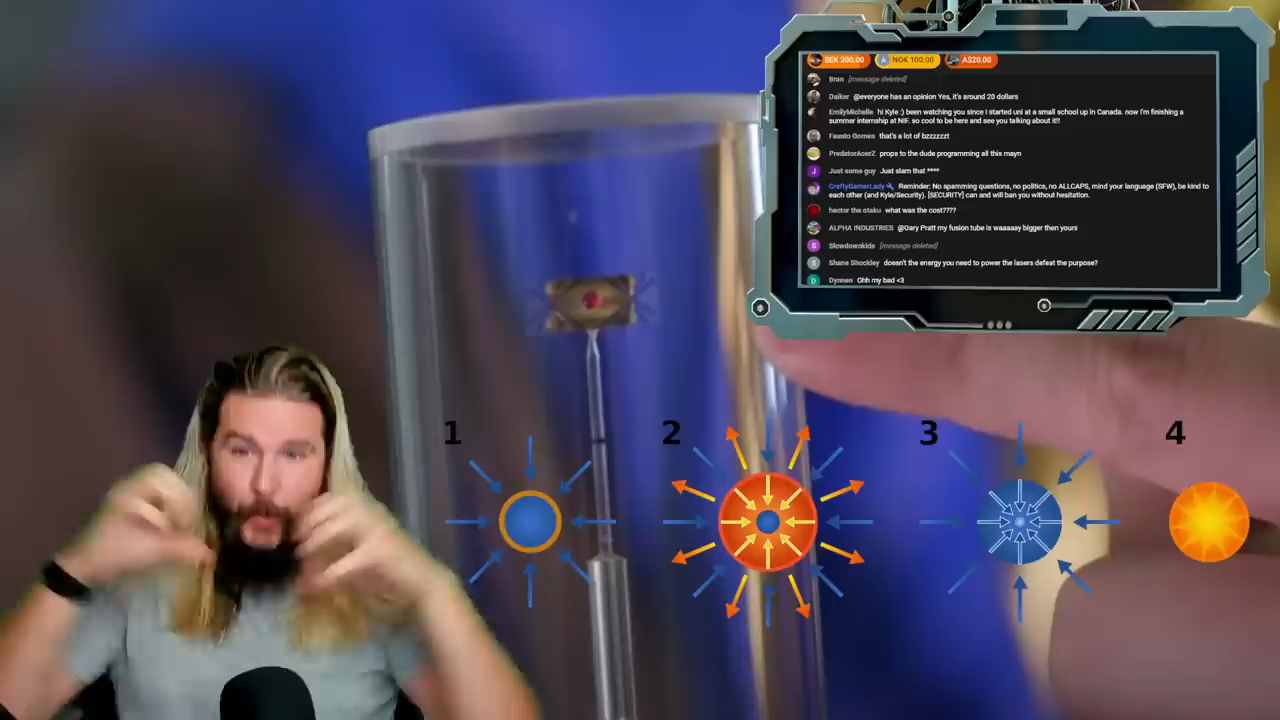 SEK 200.00 A NOK 100.00 A$20.00
Bran [message deleted]
Daiker @everyone has an opinion Yes, it's around 20 dollars
EmilyMichelle hi Kyle :) been watching you since I started uni at a small school up in Canada. now I'm finishing a
summer internship at NIF. so cool to be here and see you talking about it!!
Fausto Gomes that's a lot of bzzzzzzt
PredatorAcerZ props to the dude programming all this mayn
J Just some guy Just slam that ****
CraftyGamerLady Reminder: No spamming questions, no politics, no ALLCAPS, mind your language (SFW), be kind to
each other (and Kyle/Security). [SECURITY] can and will ban you without hesitation.
hector the otaku what was the cost????
ALPHA INDUSTRIES @Gary Pratt my fusion tube is waaaaay bigger then yours
S Slowdownkids [message deleted]
S Shane Shockley doesn't the energy you need to power the lasers defeat the purpose?
D Dynnen Ohh my bad <3
1 2 3 4